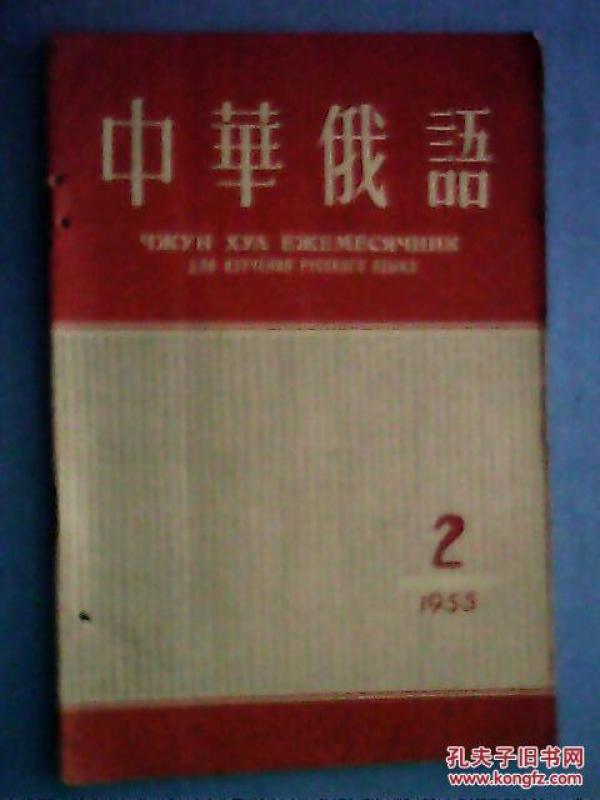 中華俄語
ЧЖУН ХУА ЕЖЕМЕСЯЧНИК
ДЛЯ ИЗУЧЕНИЯ РУССКОГО ЯЗЫКА
2
1955
孔夫子旧书网
www.kongfz.com